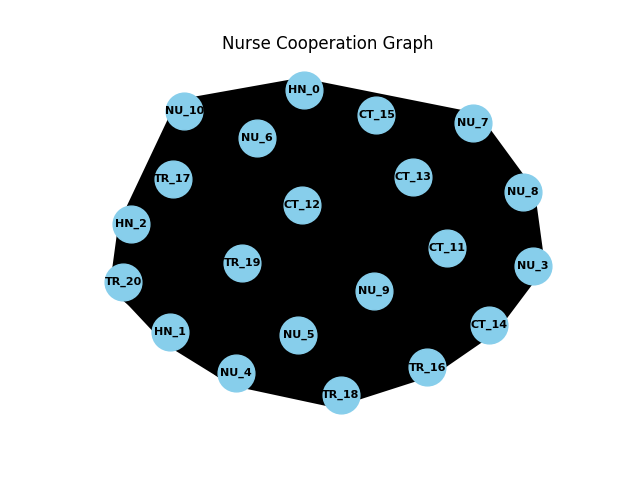 Nurse Cooperation Graph
HN_0
NU_10
CT_15
NU_7
NU_6
TR_17
CT_13
NU_8
CT_12
HN_2
CT_11
TR_19
NU_3
TR_20
NU_9
CT_14
HN_1
NU_5
TR_16
NU_4
TR_18